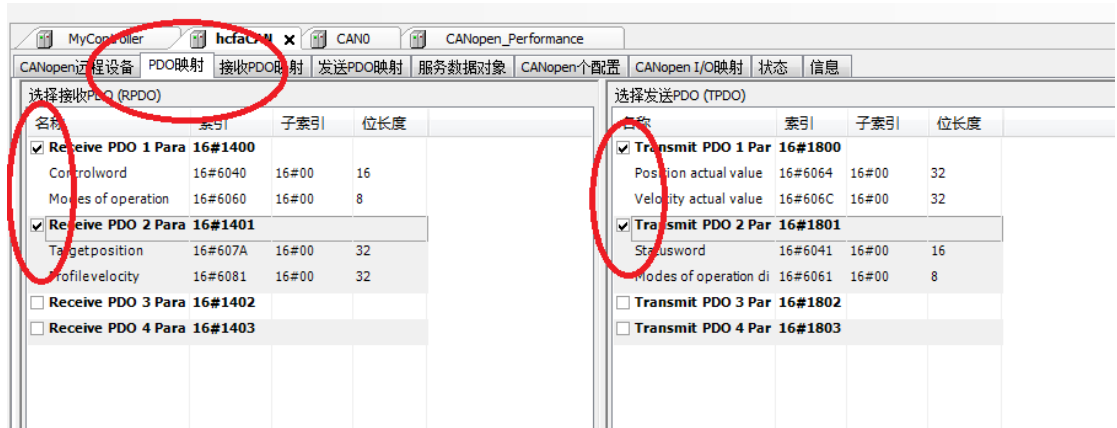 MyController hcfaCAN CAN0 CANopen_Performance
CANopen远程设备 PDO映射 接收PDO映射 发送PDO映射 服务数据对象 CANopen个配置 CANopen I/O映射 状态 信息
选择接收PDO (RPDO)
名称 索引 子索引 位长度
Receive PDO 1 Para 16#1400
Controlword 16#6040 16#00 16
Modes of operation 16#6060 16#00 8
Receive PDO 2 Para 16#1401
Targetposition 16#607A 16#00 32
Profilevelocity 16#6081 16#00 32
Receive PDO 3 Para 16#1402
Receive PDO 4 Para 16#1403
选择发送PDO (TPDO)
名称 索引 子索引 位长度
Transmit PDO 1 Par 16#1800
Position actual value 16#6064 16#00 32
Velocity actual value 16#606C 16#00 32
Transmit PDO 2 Par 16#1801
Statusword 16#6041 16#00 16
Modes of operation di 16#6061 16#00 8
Transmit PDO 3 Par 16#1802
Transmit PDO 4 Par 16#1803